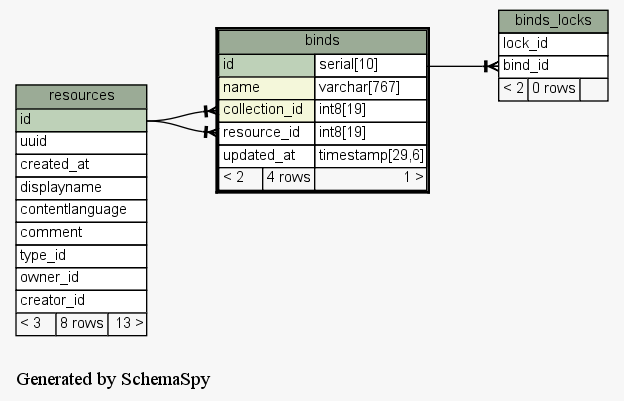 binds_locks
lock_id
bind_id
< 2 0 rows
binds
id serial[10]
name varchar[767]
collection_id int8[19]
resource_id int8[19]
updated_at timestamp[29,6]
< 2 4 rows 1 >
resources
id
uuid
created_at
displayname
contentlanguage
comment
type_id
owner_id
creator_id
< 3 8 rows 13 >
Generated by SchemaSpy